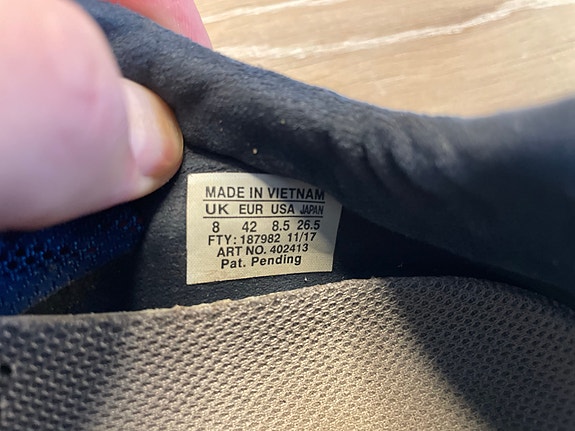 MADE IN VIETNAM
UK EUR USA JAPAN
8 42 8.5 26.5
FTY: 187982 11/17
ART NO. 402413
Pat. Pending